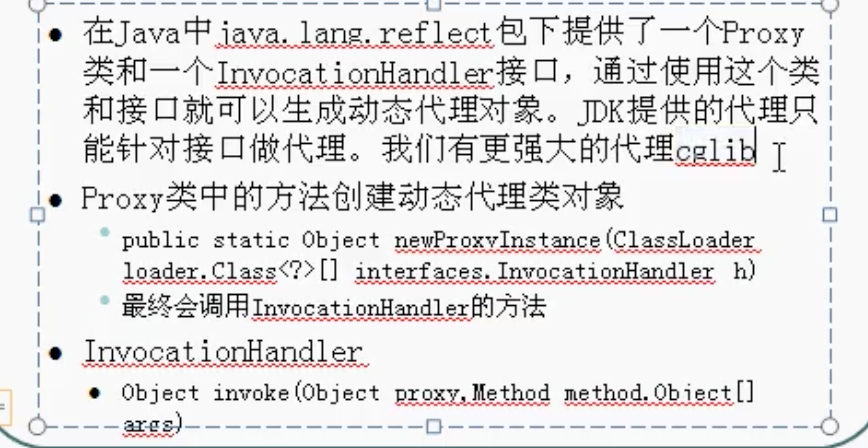 在Java中java.lang.reflect包下提供了一个Proxy
类和一个InvocationHandler接口，通过使用这个类
和接口就可以生成动态代理对象。JDK提供的代理只
能针对接口做代理。我们有更强大的代理cglib
Proxy类中的方法创建动态代理类对象
public static Object newProxyInstance(ClassLoader
loader,Class<?>[] interfaces,InvocationHandler h)
最终会调用InvocationHandler的方法
InvocationHandler
Object invoke(Object proxy,Method method,Object[]
args)